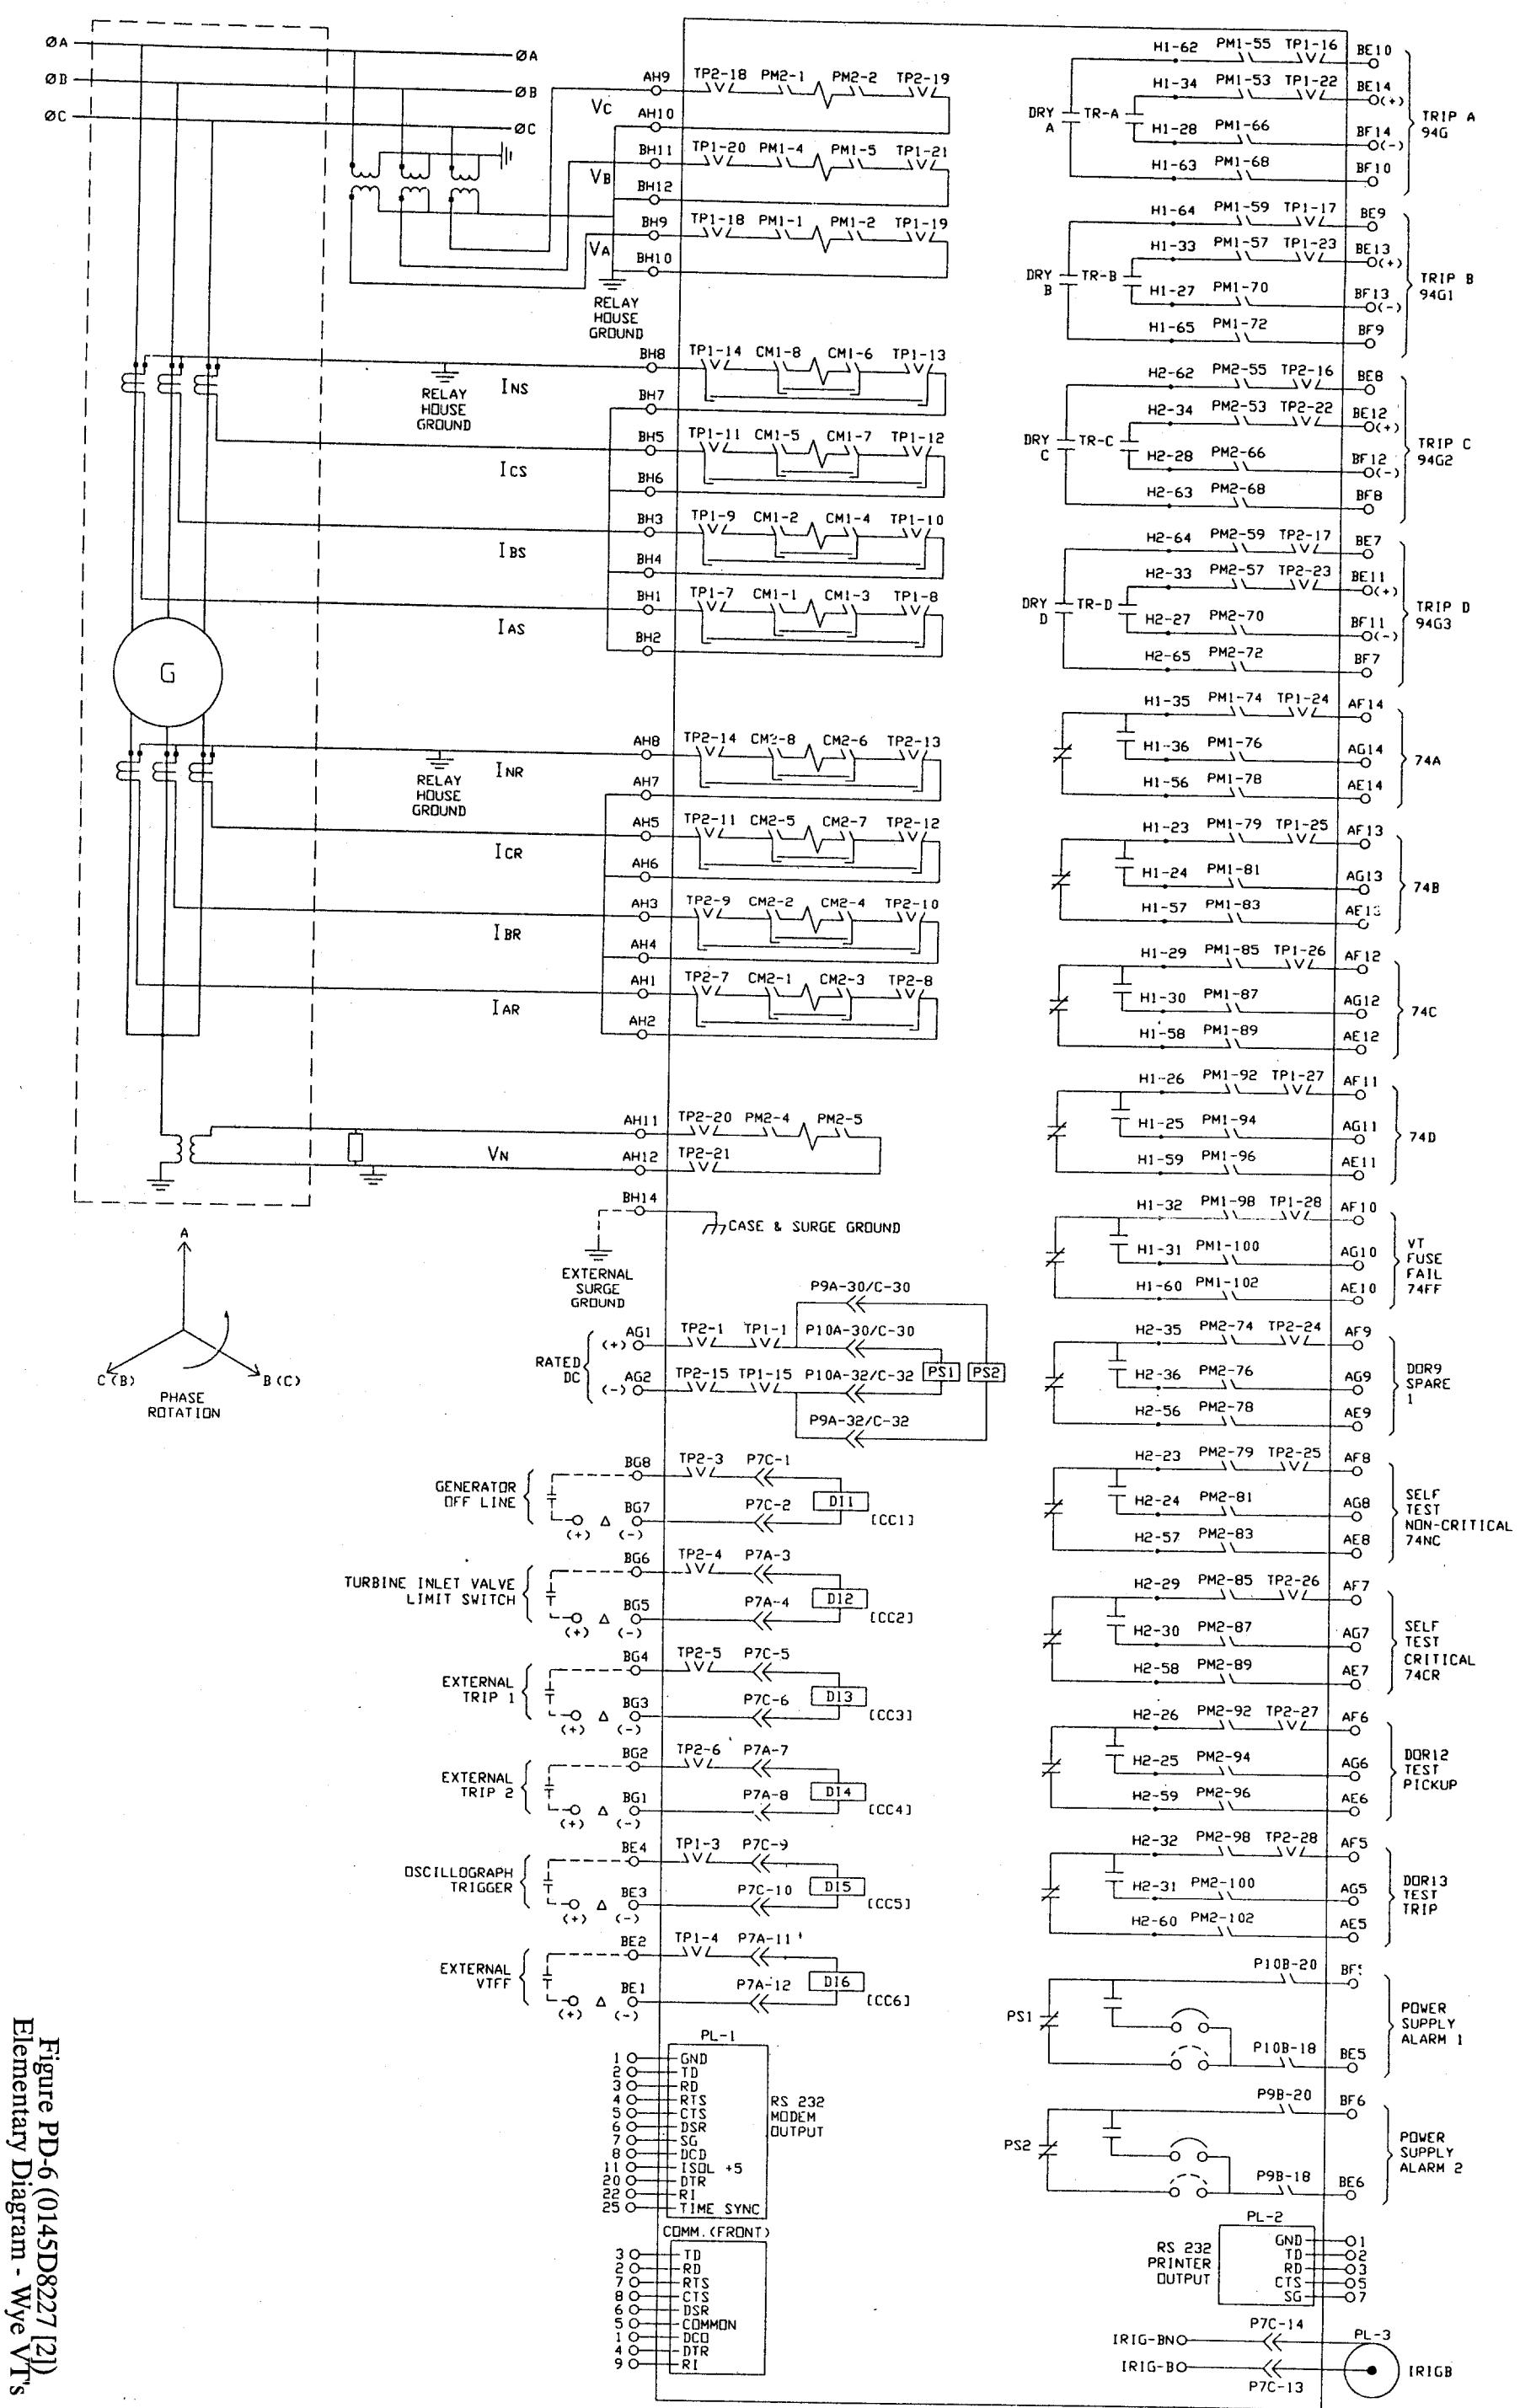 ØA
ØB
ØC
ØA
ØB
ØC
VC
VB
VA
AH9 TP2-18 PM2-1 PM2-2 TP2-19
AH10
BH11 TP1-20 PM1-4 PM1-5 TP1-21
BH12
BH9 TP1-18 PM1-1 PM1-2 TP1-19
BH10
RELAY
HOUSE
GROUND
INS
RELAY
HOUSE
GROUND
BH8 TP1-14 CM1-8 CM1-6 TP1-13
BH7
ICS
BH5 TP1-11 CM1-5 CM1-7 TP1-12
BH6
IBS
BH3 TP1-9 CM1-2 CM1-4 TP1-10
BH4
IAS
BH1 TP1-7 CM1-1 CM1-3 TP1-8
BH2
G
INR
RELAY
HOUSE
GROUND
AH8 TP2-14 CM2-8 CM2-6 TP2-13
AH7
ICR
AH5 TP2-11 CM2-5 CM2-7 TP2-12
AH6
IBR
AH3 TP2-9 CM2-2 CM2-4 TP2-10
AH4
IAR
AH1 TP2-7 CM2-1 CM2-3 TP2-8
AH2
VN
AH11 TP2-20 PM2-4 PM2-5
AH12 TP2-21
BH14
CASE & SURGE GROUND
EXTERNAL
SURGE
GROUND
A
C (B)
B (C)
PHASE
ROTATION
RATED
DC
(+) AG1 TP2-1 TP1-1
P9A-30/C-30
P10A-30/C-30
(-) AG2 TP2-15 TP1-15 P10A-32/C-32
PS1
PS2
P9A-32/C-32
GENERATOR
OFF LINE
BG8 TP2-3 P7C-1
BG7 P7C-2
DI1
[CC1]
(+) Δ (-)
TURBINE INLET VALVE
LIMIT SWITCH
BG6 TP2-4 P7A-3
BG5 P7A-4
DI2
[CC2]
(+) Δ (-)
EXTERNAL
TRIP 1
BG4 TP2-5 P7C-5
BG3 P7C-6
DI3
[CC3]
(+) Δ (-)
EXTERNAL
TRIP 2
BG2 TP2-6 P7A-7
BG1 P7A-8
DI4
[CC4]
(+) Δ (-)
OSCILLOGRAPH
TRIGGER
BE4 TP1-3 P7C-9
BE3 P7C-10
DI5
[CC5]
(+) Δ (-)
EXTERNAL
VTFF
BE2 TP1-4 P7A-11
BE1 P7A-12
DI6
[CC6]
(+) Δ (-)
PL-1
1 GND
2 TD
3 RD
4 RTS
5 CTS
6 DSR
7 SG
8 DCD
11 ISOL +5
20 DTR
22 RI
25 TIME SYNC
RS 232
MODEM
OUTPUT
COMM. (FRONT)
3 TD
2 RD
7 RTS
8 CTS
6 DSR
5 COMMON
1 DCD
4 DTR
9 RI
H1-62 PM1-55 TP1-16 BE10
H1-34 PM1-53 TP1-22 BE14
(+)
DRY
A
TR-A
H1-28 PM1-66 BF14
(-)
H1-63 PM1-68 BF10
TRIP A
94G
H1-64 PM1-59 TP1-17 BE9
H1-33 PM1-57 TP1-23 BE13
(+)
DRY
B
TR-B
H1-27 PM1-70 BF13
(-)
H1-65 PM1-72 BF9
TRIP B
94G1
H2-62 PM2-55 TP2-16 BE8
H2-34 PM2-53 TP2-22 BE12
(+)
DRY
C
TR-C
H2-28 PM2-66 BF12
(-)
H2-63 PM2-68 BF8
TRIP C
94G2
H2-64 PM2-59 TP2-17 BE7
H2-33 PM2-57 TP2-23 BE11
(+)
DRY
D
TR-D
H2-27 PM2-70 BF11
(-)
H2-65 PM2-72 BF7
TRIP D
94G3
H1-35 PM1-74 TP1-24 AF14
H1-36 PM1-76 AG14
H1-56 PM1-78 AE14
74A
H1-23 PM1-79 TP1-25 AF13
H1-24 PM1-81 AG13
H1-57 PM1-83 AE13
74B
H1-29 PM1-85 TP1-26 AF12
H1-30 PM1-87 AG12
H1-58 PM1-89 AE12
74C
H1-26 PM1-92 TP1-27 AF11
H1-25 PM1-94 AG11
H1-59 PM1-96 AE11
74D
H1-32 PM1-98 TP1-28 AF10
H1-31 PM1-100 AG10
H1-60 PM1-102 AE10
VT
FUSE
FAIL
74FF
H2-35 PM2-74 TP2-24 AF9
H2-36 PM2-76 AG9
H2-56 PM2-78 AE9
DOR9
SPARE
1
H2-23 PM2-79 TP2-25 AF8
H2-24 PM2-81 AG8
H2-57 PM2-83 AE8
SELF
TEST
NON-CRITICAL
74NC
H2-29 PM2-85 TP2-26 AF7
H2-30 PM2-87 AG7
H2-58 PM2-89 AE7
SELF
TEST
CRITICAL
74CR
H2-26 PM2-92 TP2-27 AF6
H2-25 PM2-94 AG6
H2-59 PM2-96 AE6
DOR12
TEST
PICKUP
H2-32 PM2-98 TP2-28 AF5
H2-31 PM2-100 AG5
H2-60 PM2-102 AE5
DOR13
TEST
TRIP
P10B-20
PS1
P10B-18 BE5
POWER
SUPPLY
ALARM 1
P9B-20 BF6
PS2
P9B-18 BE6
POWER
SUPPLY
ALARM 2
PL-2
RS 232
PRINTER
OUTPUT
GND 1
TD 2
RD 3
CTS 5
SG 7
IRIG-BN P7C-14
PL-3
IRIG-B P7C-13
IRIGB
Figure PD-6 (0145D8227 [2])
Elementary Diagram - Wye VT's